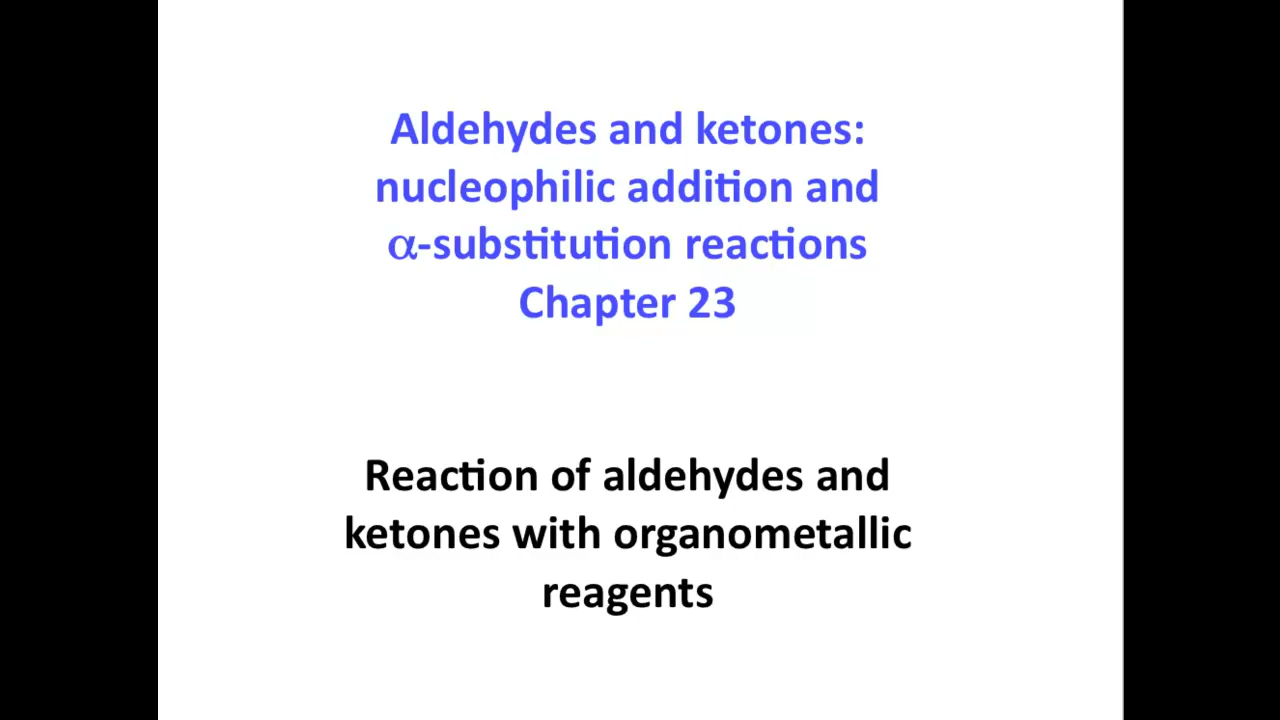 Aldehydes and ketones:
nucleophilic addition and
α-substitution reactions
Chapter 23
Reaction of aldehydes and
ketones with organometallic
reagents